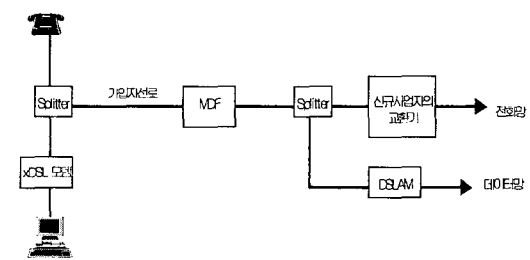 Splitter
가입자선로
MDF
Splitter
신규사업자의
교환기
전화망
xDSL 모뎀
DSLAM
데이터망